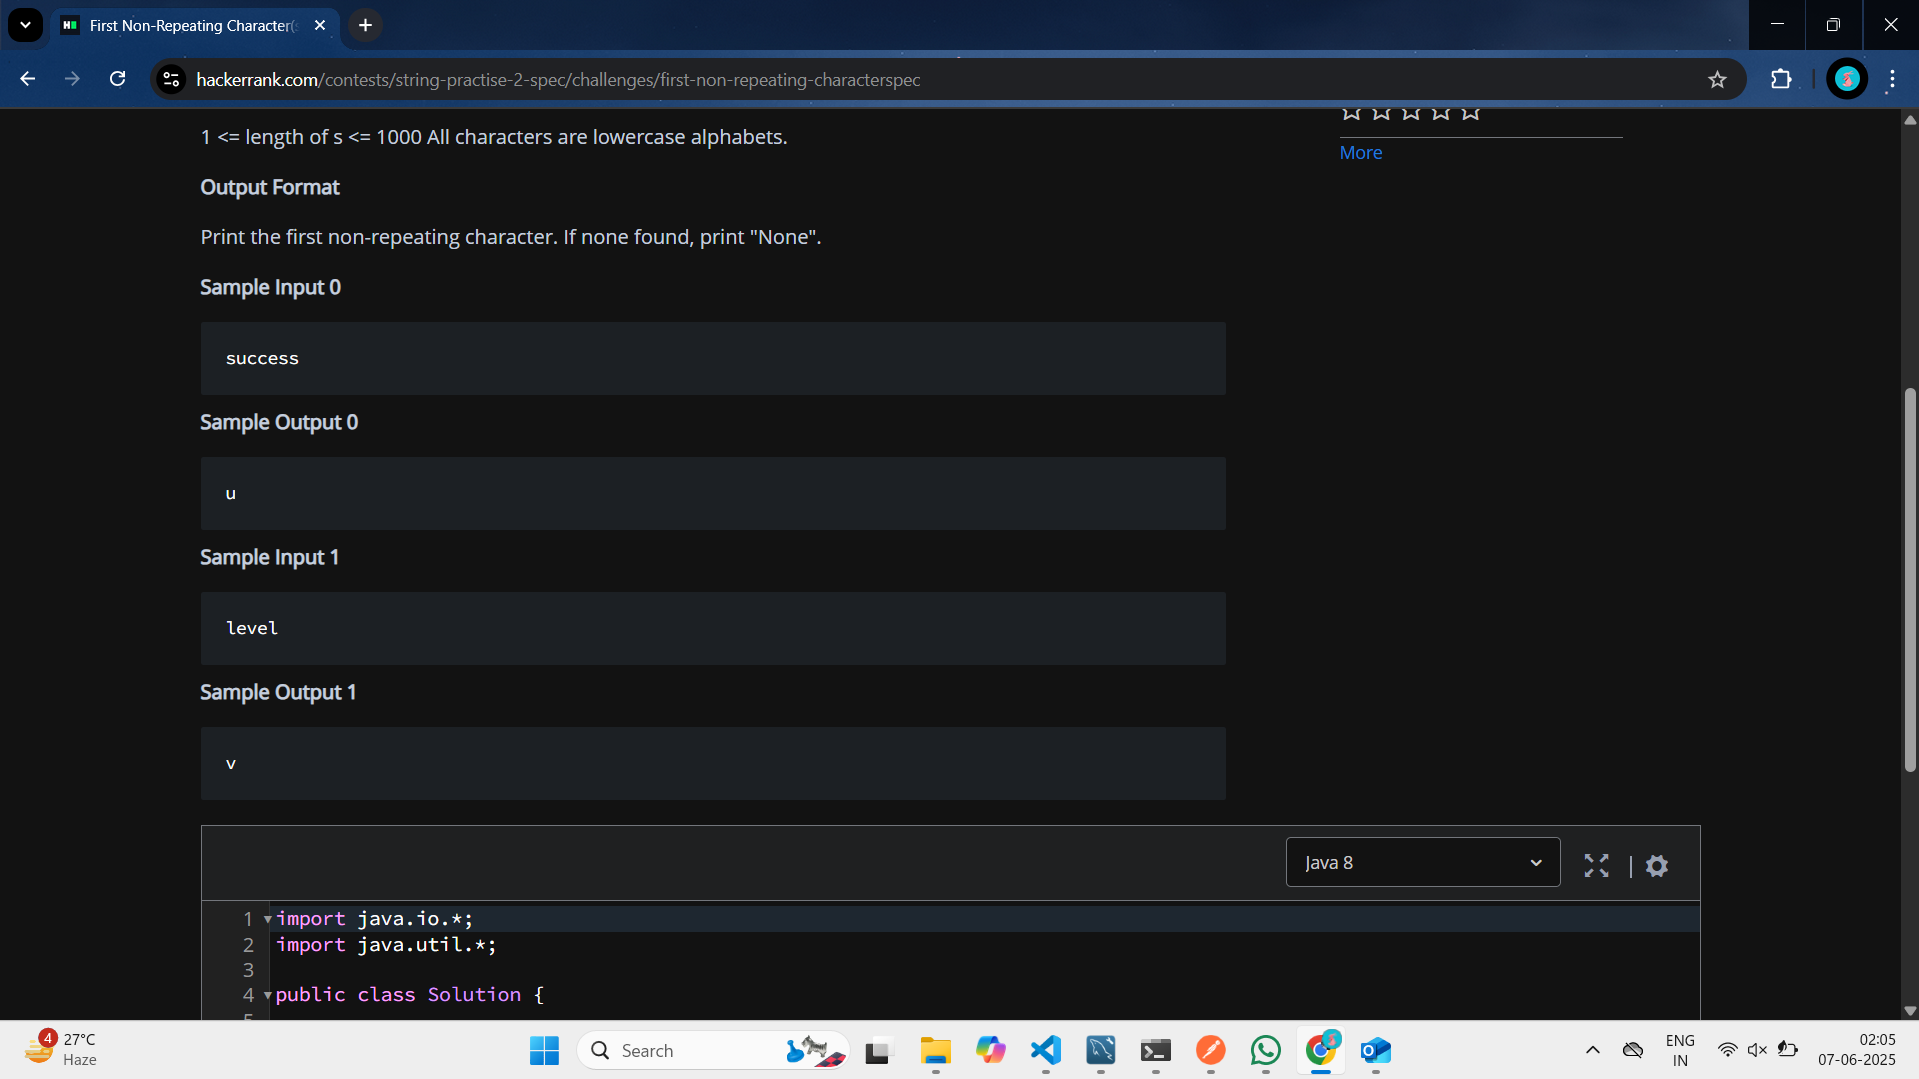 First Non-Repeating Character(s
hackerrank.com/contests/string-practise-2-spec/challenges/first-non-repeating-characterspec
1 <= length of s <= 1000 All characters are lowercase alphabets.
More
Output Format
Print the first non-repeating character. If none found, print "None".
Sample Input 0
success
Sample Output 0
u
Sample Input 1
level
Sample Output 1
v
Java 8
1 import java.io.*;
2 import java.util.*;
3
4 public class Solution {
5
4
27°C
Haze
Search
ENG
IN
02:05
07-06-2025